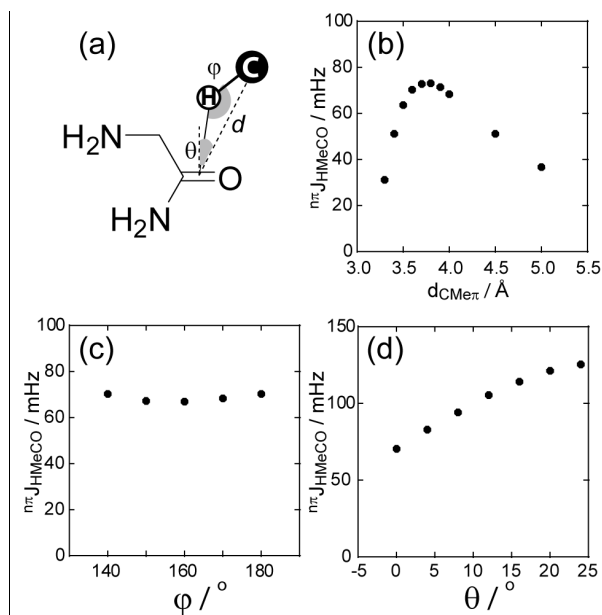 (a)
φ
C
H
d
θ
H₂N
O
H₂N
(b)
ⁿπJHMeCO / mHz
100
80
60
40
20
0
3.0 3.5 4.0 4.5 5.0 5.5
dCMeπ / Å
(c)
ⁿπJHMeCO / mHz
100
80
60
40
20
0
140 160 180
φ / °
(d)
ⁿπJHMeCO / mHz
150
100
50
0
-5 0 5 10 15 20 25
θ / °